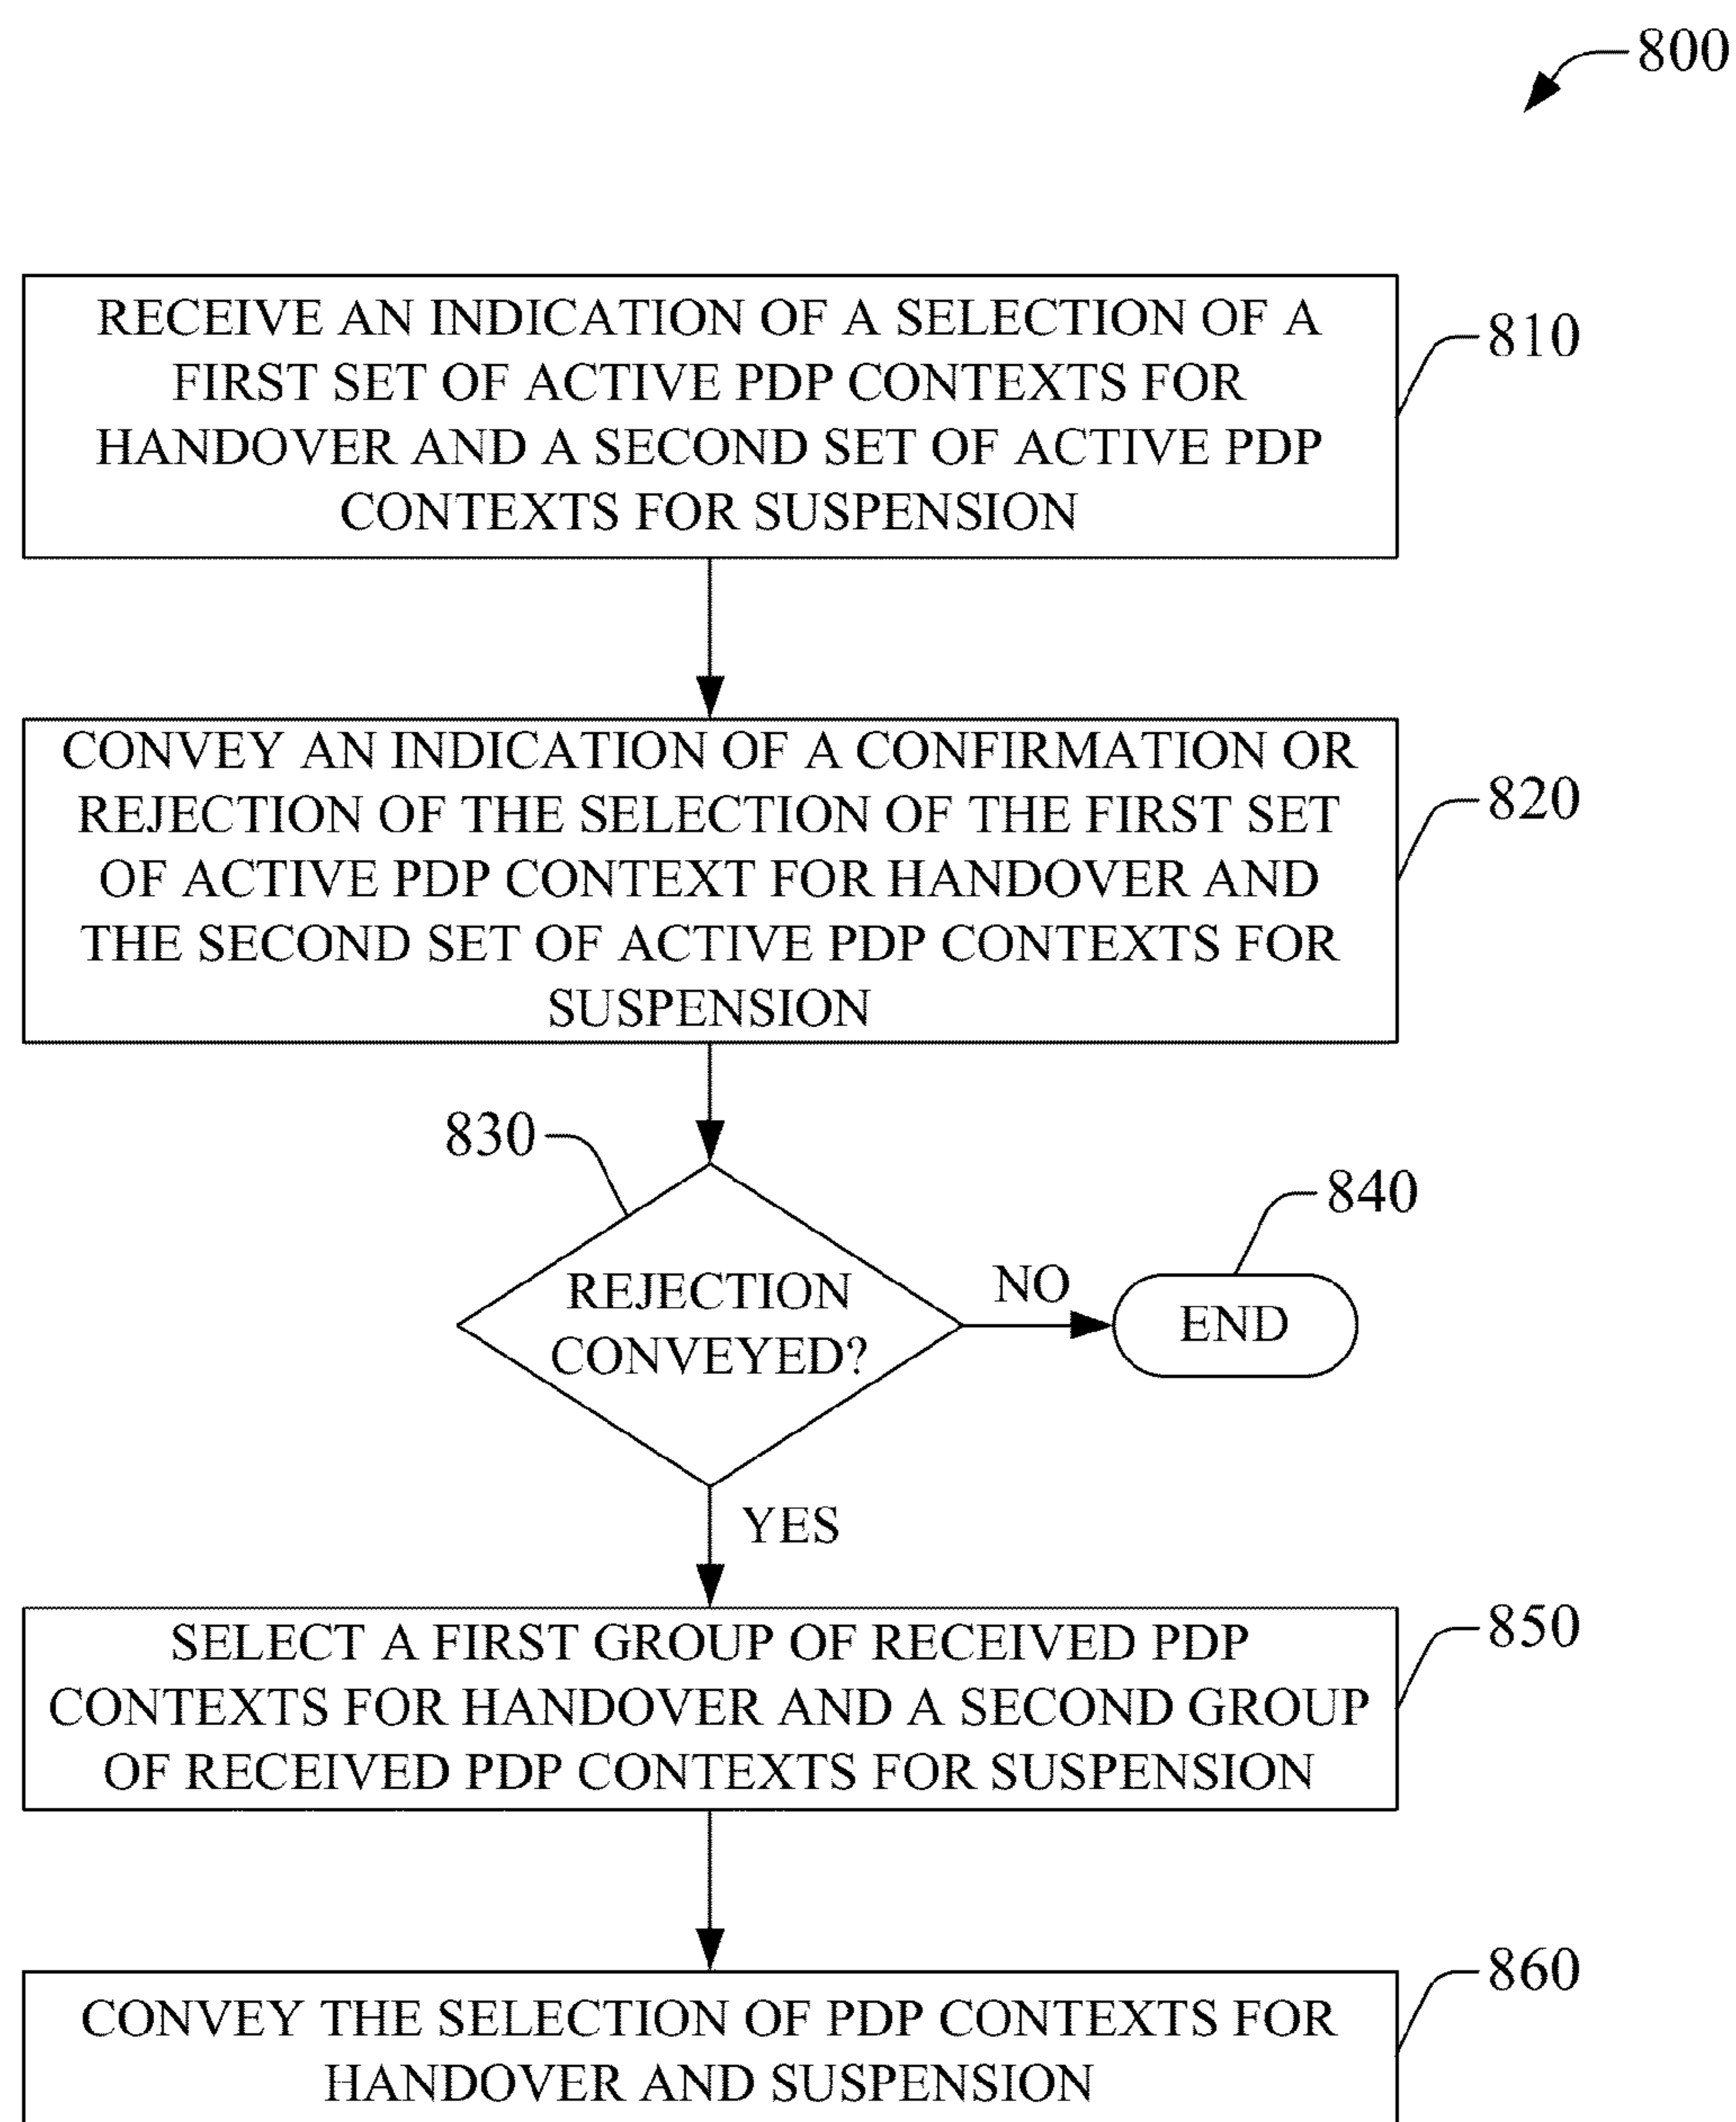 800
RECEIVE AN INDICATION OF A SELECTION OF A
FIRST SET OF ACTIVE PDP CONTEXTS FOR
HANDOVER AND A SECOND SET OF ACTIVE PDP
CONTEXTS FOR SUSPENSION
810
CONVEY AN INDICATION OF A CONFIRMATION OR
REJECTION OF THE SELECTION OF THE FIRST SET
OF ACTIVE PDP CONTEXT FOR HANDOVER AND
THE SECOND SET OF ACTIVE PDP CONTEXTS FOR
SUSPENSION
820
830
REJECTION
CONVEYED?
NO
840
END
YES
SELECT A FIRST GROUP OF RECEIVED PDP
CONTEXTS FOR HANDOVER AND A SECOND GROUP
OF RECEIVED PDP CONTEXTS FOR SUSPENSION
850
CONVEY THE SELECTION OF PDP CONTEXTS FOR
HANDOVER AND SUSPENSION
860